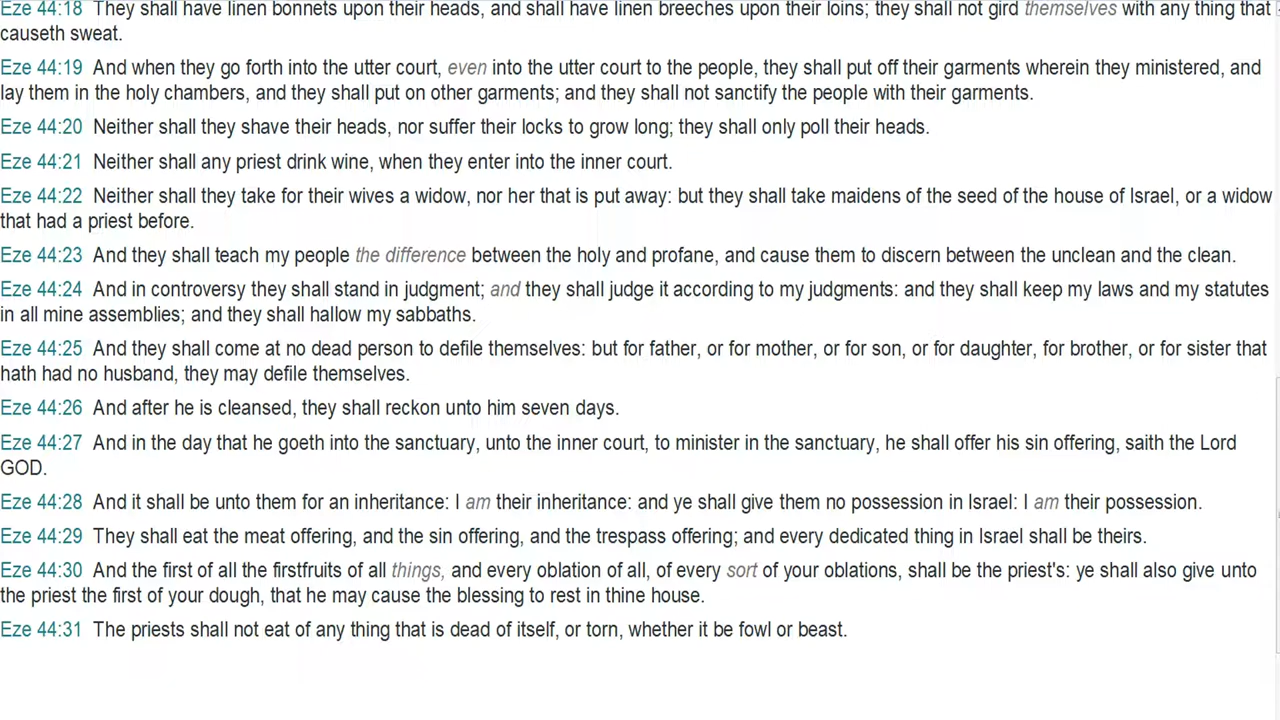 Eze 44:18 They shall have linen bonnets upon their heads, and shall have linen breeches upon their loins; they shall not gird themselves with any thing that
causeth sweat.
Eze 44:19 And when they go forth into the utter court, even into the utter court to the people, they shall put off their garments wherein they ministered, and
lay them in the holy chambers, and they shall put on other garments; and they shall not sanctify the people with their garments.
Eze 44:20 Neither shall they shave their heads, nor suffer their locks to grow long; they shall only poll their heads.
Eze 44:21 Neither shall any priest drink wine, when they enter into the inner court.
Eze 44:22 Neither shall they take for their wives a widow, nor her that is put away: but they shall take maidens of the seed of the house of Israel, or a widow
that had a priest before.
Eze 44:23 And they shall teach my people the difference between the holy and profane, and cause them to discern between the unclean and the clean.
Eze 44:24 And in controversy they shall stand in judgment; and they shall judge it according to my judgments: and they shall keep my laws and my statutes
in all mine assemblies; and they shall hallow my sabbaths.
Eze 44:25 And they shall come at no dead person to defile themselves: but for father, or for mother, or for son, or for daughter, for brother, or for sister that
hath had no husband, they may defile themselves.
Eze 44:26 And after he is cleansed, they shall reckon unto him seven days.
Eze 44:27 And in the day that he goeth into the sanctuary, unto the inner court, to minister in the sanctuary, he shall offer his sin offering, saith the Lord
GOD.
Eze 44:28 And it shall be unto them for an inheritance: I am their inheritance: and ye shall give them no possession in Israel: I am their possession.
Eze 44:29 They shall eat the meat offering, and the sin offering, and the trespass offering; and every dedicated thing in Israel shall be theirs.
Eze 44:30 And the first of all the firstfruits of all things, and every oblation of all, of every sort of your oblations, shall be the priest's: ye shall also give unto
the priest the first of your dough, that he may cause the blessing to rest in thine house.
Eze 44:31 The priests shall not eat of any thing that is dead of itself, or torn, whether it be fowl or beast.